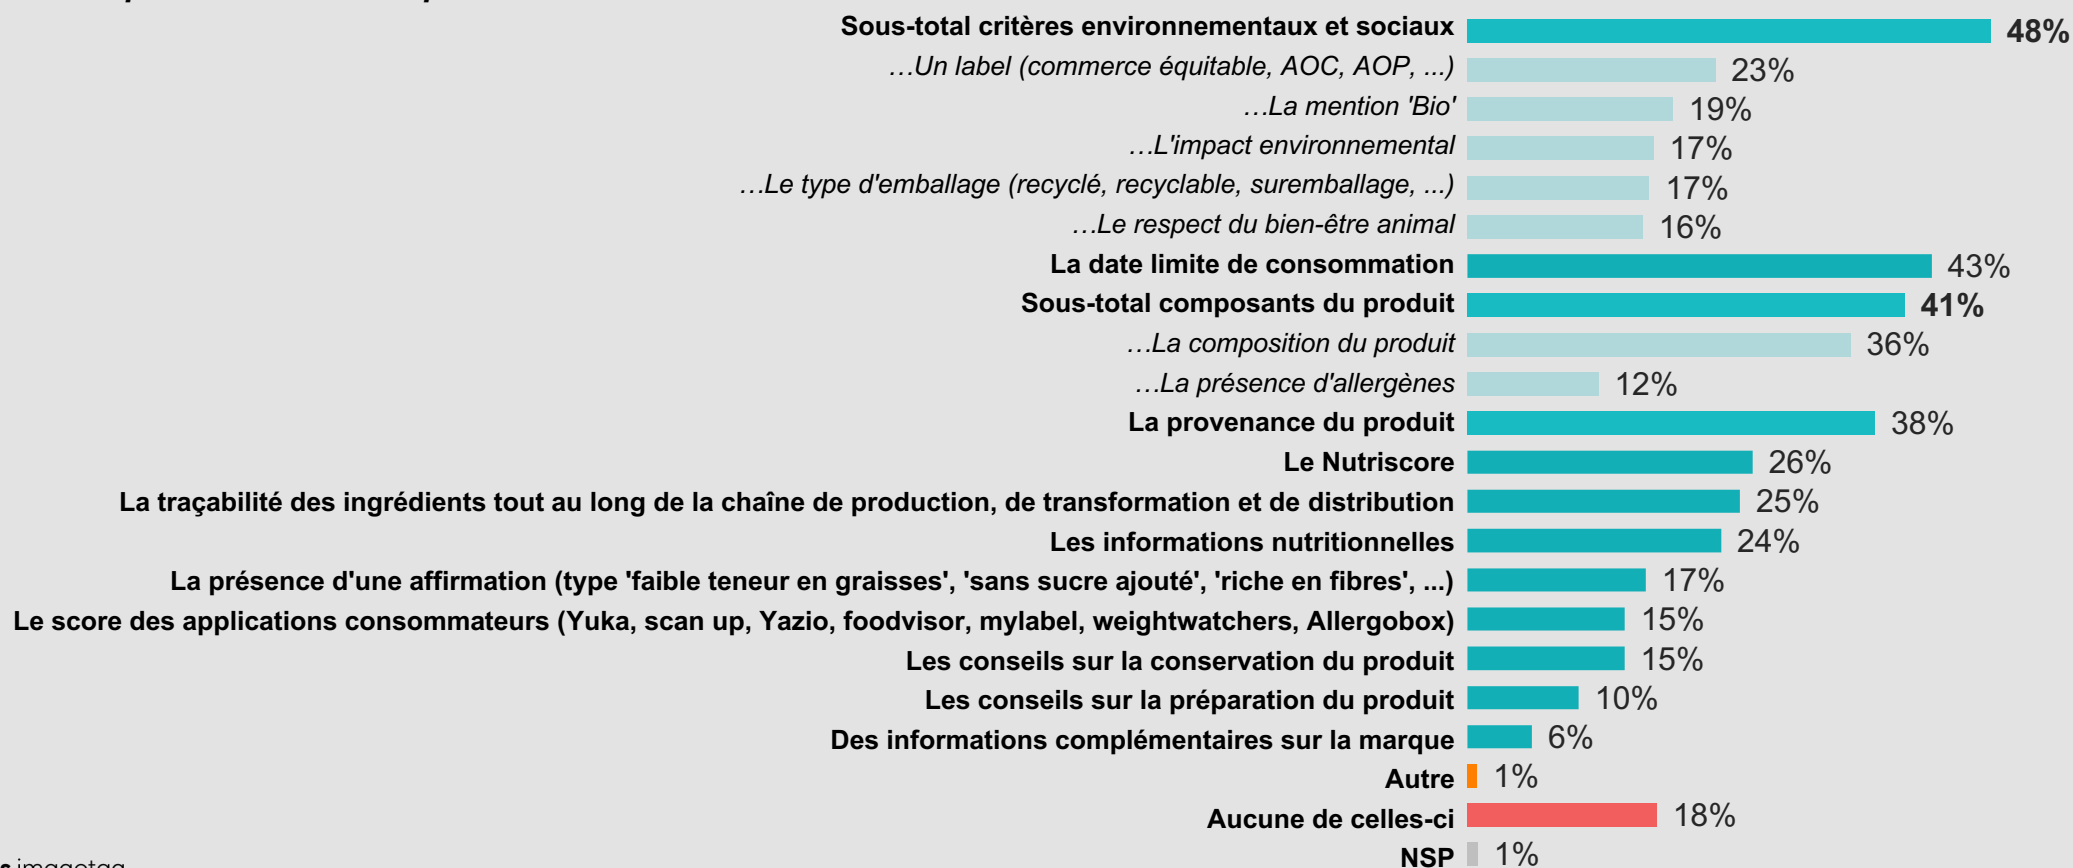 Sous-total critères environnementaux et sociaux 48%
…Un label (commerce équitable, AOC, AOP, ...) 23%
…La mention 'Bio' 19%
…L'impact environnemental 17%
…Le type d'emballage (recyclé, recyclable, suremballage, ...) 17%
…Le respect du bien-être animal 16%
La date limite de consommation 43%
Sous-total composants du produit 41%
…La composition du produit 36%
…La présence d'allergènes 12%
La provenance du produit 38%
Le Nutriscore 26%
La traçabilité des ingrédients tout au long de la chaîne de production, de transformation et de distribution 25%
Les informations nutritionnelles 24%
La présence d'une affirmation (type 'faible teneur en graisses', 'sans sucre ajouté', 'riche en fibres', ...) 17%
Le score des applications consommateurs (Yuka, scan up, Yazio, foodvisor, mylabel, weightwatchers, Allergobox) 15%
Les conseils sur la conservation du produit 15%
Les conseils sur la préparation du produit 10%
Des informations complémentaires sur la marque 6%
Autre 1%
Aucune de celles-ci 18%
NSP 1%